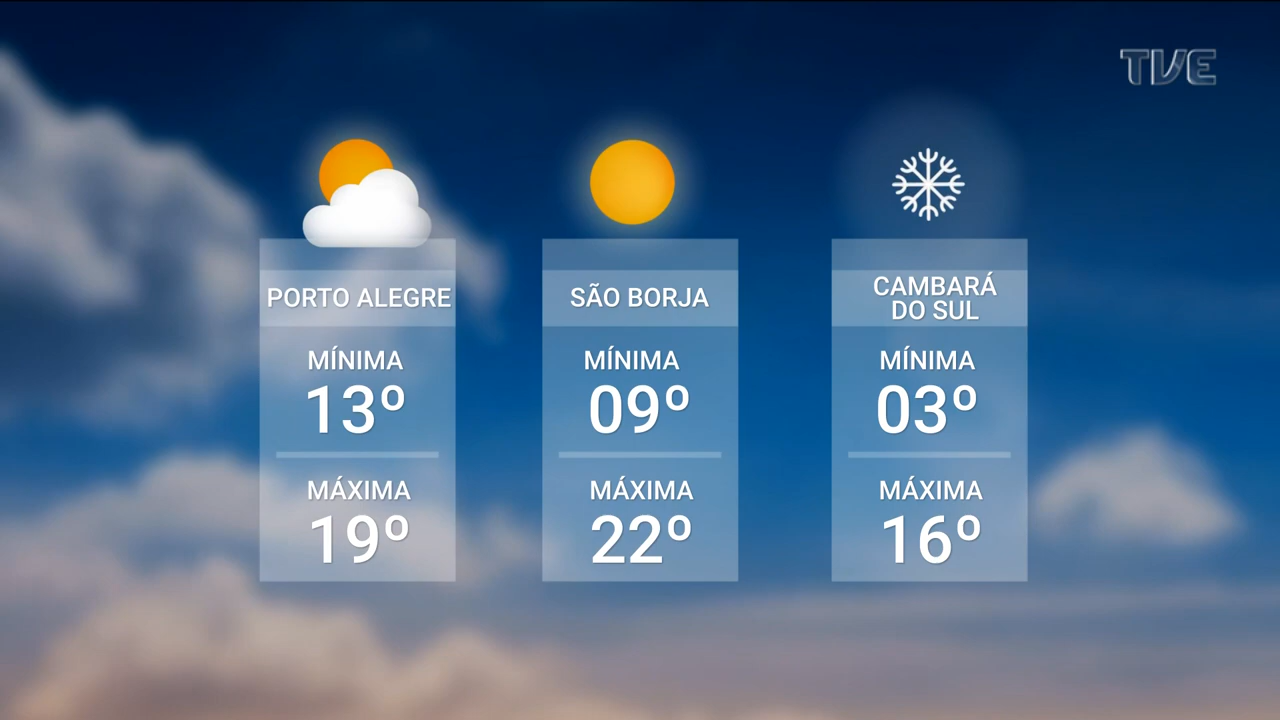 TVE
PORTO ALEGRE
MÍNIMA
13º
MÁXIMA
19º
SÃO BORJA
MÍNIMA
09º
MÁXIMA
22º
CAMBARÁ
DO SUL
MÍNIMA
03º
MÁXIMA
16º